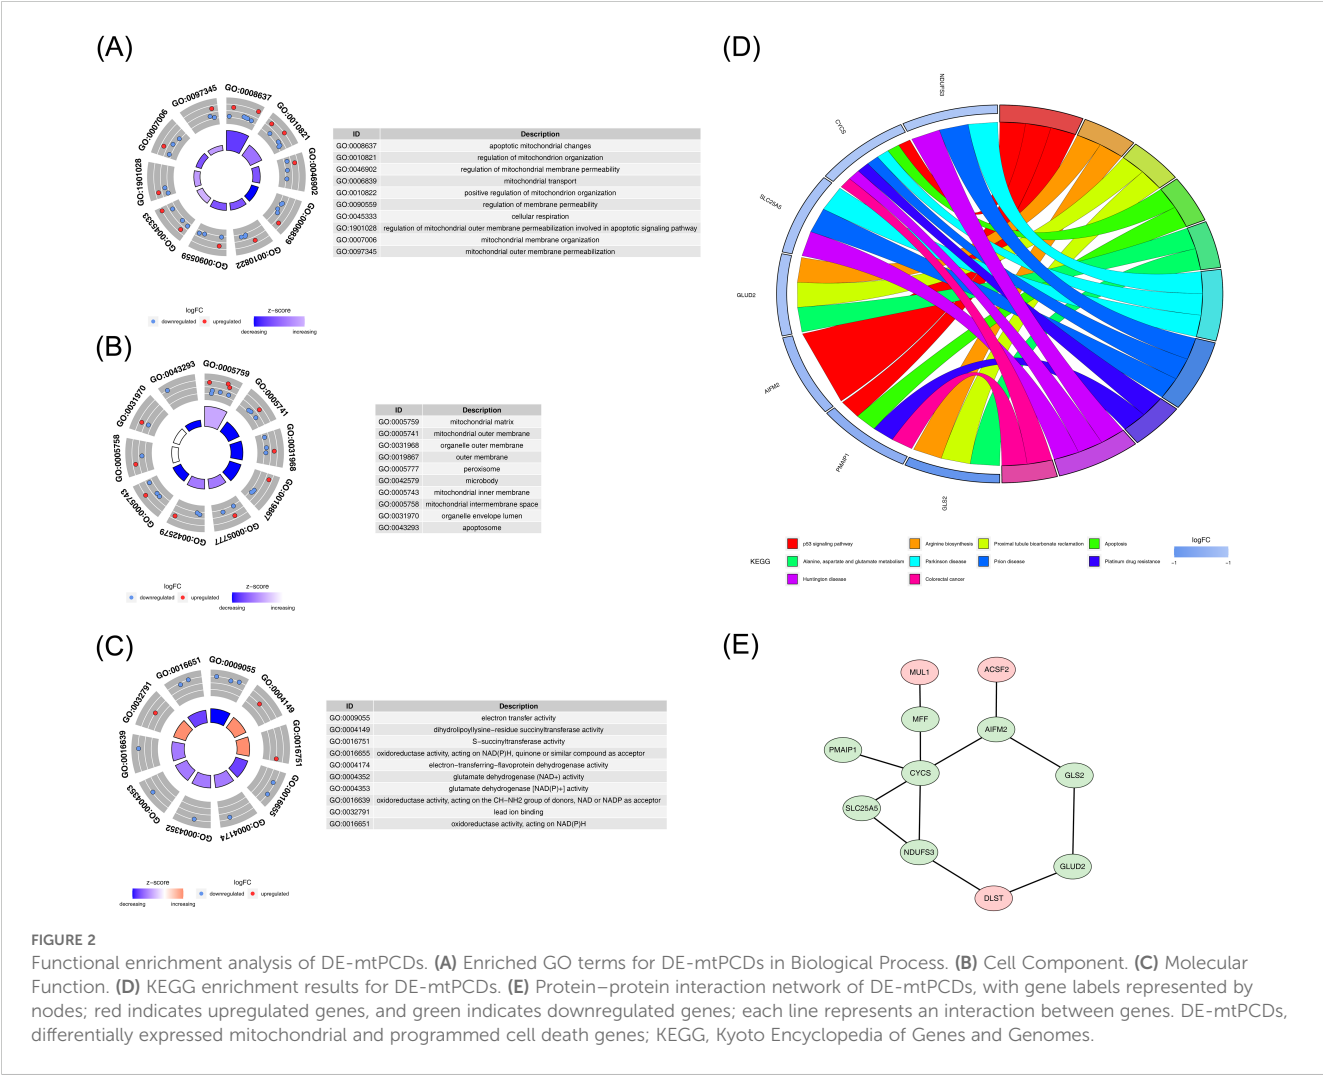 (A)
GO:0097345
GO:0008637
GO:0007006
GO:0010821
GO:1901028
GO:0046902
GO:0045333
GO:0006839
GO:0090559
GO:0010822
ID Description
GO:0008637 apoptotic mitochondrial changes
GO:0010821 regulation of mitochondrion organization
GO:0046902 regulation of mitochondrial membrane permeability
GO:0006839 mitochondrial transport
GO:0010822 positive regulation of mitochondrion organization
GO:0090559 regulation of membrane permeability
GO:0045333 cellular respiration
GO:1901028 regulation of mitochondrial outer membrane permeabilization involved in apoptotic signaling pathway
GO:0007006 mitochondrial membrane organization
GO:0097345 mitochondrial outer membrane permeabilization
logFC z-score
downregulated upregulated
decreasing increasing
(B)
GO:0043293
GO:0005759
GO:0031970
GO:0005741
GO:0005758
GO:0031968
GO:0005743
GO:0019867
GO:0042579
GO:0005777
ID Description
GO:0005759 mitochondrial matrix
GO:0005741 mitochondrial outer membrane
GO:0031968 organelle outer membrane
GO:0019867 outer membrane
GO:0005777 peroxisome
GO:0042579 microbody
GO:0005743 mitochondrial inner membrane
GO:0005758 mitochondrial intermembrane space
GO:0031970 organelle envelope lumen
GO:0043293 apoptosome
logFC z-score
downregulated upregulated
decreasing increasing
(C)
GO:0016651
GO:0009055
GO:0032791
GO:0004149
GO:0016639
GO:0016751
GO:0004353
GO:0016655
GO:0004352
GO:0004174
ID Description
GO:0009055 electron transfer activity
GO:0004149 dihydrolipoyllysine-residue succinyltransferase activity
GO:0016751 S-succinyltransferase activity
GO:0016655 oxidoreductase activity, acting on NAD(P)H, quinone or similar compound as acceptor
GO:0004174 electron-transferring-flavoprotein dehydrogenase activity
GO:0004352 glutamate dehydrogenase (NAD+) activity
GO:0004353 glutamate dehydrogenase [NAD(P)+] activity
GO:0016639 oxidoreductase activity, acting on the CH-NH2 group of donors, NAD or NADP as acceptor
GO:0032791 lead ion binding
GO:0016651 oxidoreductase activity, acting on NAD(P)H
z-score logFC
decreasing increasing
downregulated upregulated
(D)
NDUFS3
CYCS
SLC25A5
GLUD2
AIFM2
PMAIP1
GLS2
KEGG
p53 signaling pathway Arginine biosynthesis Proximal tubule bicarbonate reclamation Apoptosis
Alanine, aspartate and glutamate metabolism Parkinson disease Prion disease Platinum drug resistance
Huntington disease Colorectal cancer
logFC
-1 -1
(E)
MUL1
ACSF2
MFF
AIFM2
PMAIP1
CYCS
GLS2
SLC25A5
NDUFS3
GLUD2
DLST
FIGURE 2
Functional enrichment analysis of DE-mtPCDs. (A) Enriched GO terms for DE-mtPCDs in Biological Process. (B) Cell Component. (C) Molecular
Function. (D) KEGG enrichment results for DE-mtPCDs. (E) Protein–protein interaction network of DE-mtPCDs, with gene labels represented by
nodes; red indicates upregulated genes, and green indicates downregulated genes; each line represents an interaction between genes. DE-mtPCDs,
differentially expressed mitochondrial and programmed cell death genes; KEGG, Kyoto Encyclopedia of Genes and Genomes.